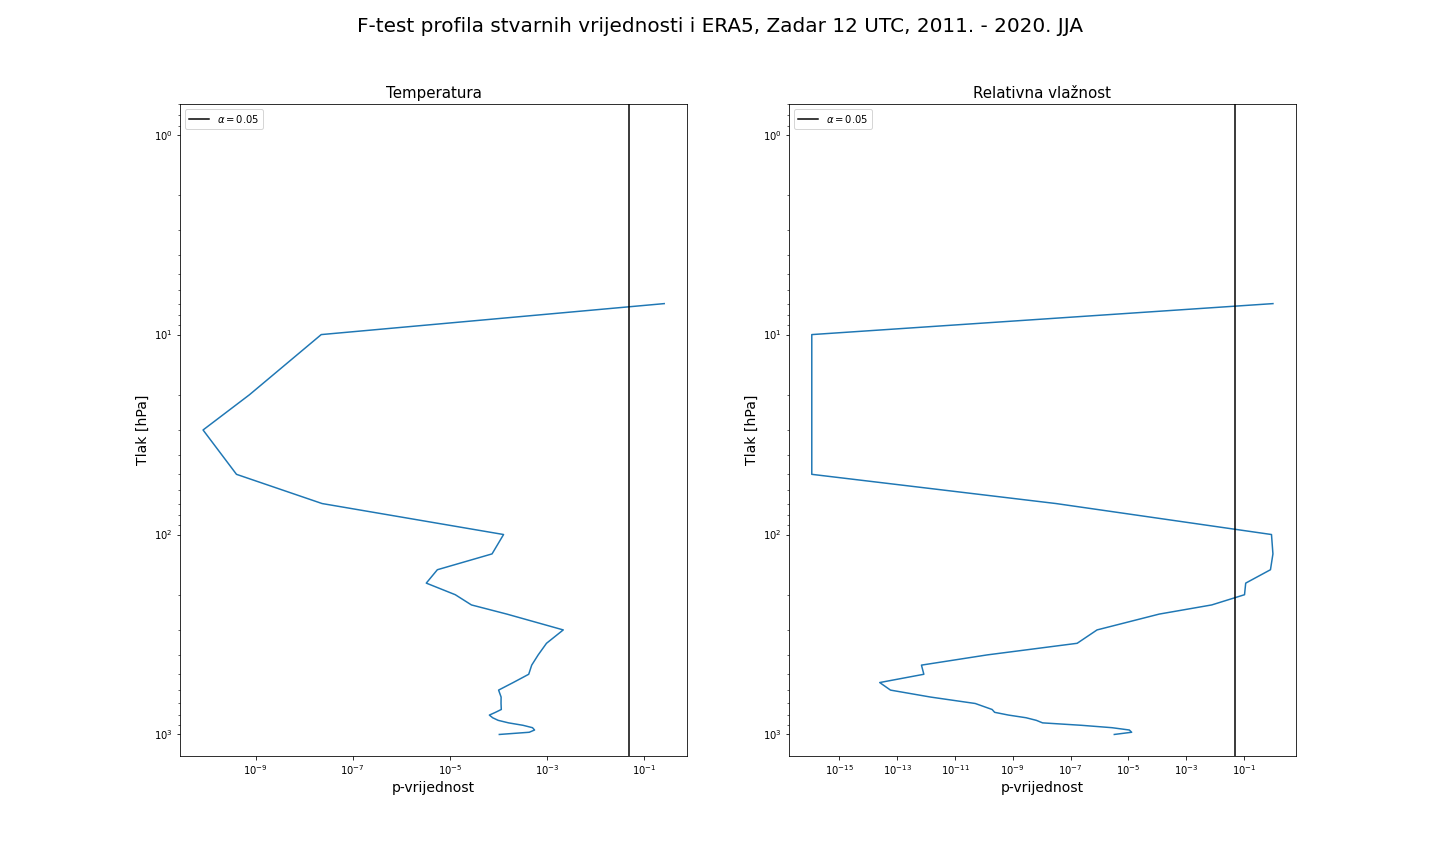 F-test profila stvarnih vrijednosti i ERA5, Zadar 12 UTC, 2011. - 2020. JJA
Temperatura
α = 0.05
10⁰
10¹
10²
10³
Tlak [hPa]
10⁻⁹
10⁻⁷
10⁻⁵
10⁻³
10⁻¹
p-vrijednost
Relativna vlažnost
α = 0.05
10⁰
10¹
10²
10³
Tlak [hPa]
10⁻¹⁵
10⁻¹³
10⁻¹¹
10⁻⁹
10⁻⁷
10⁻⁵
10⁻³
10⁻¹
p-vrijednost